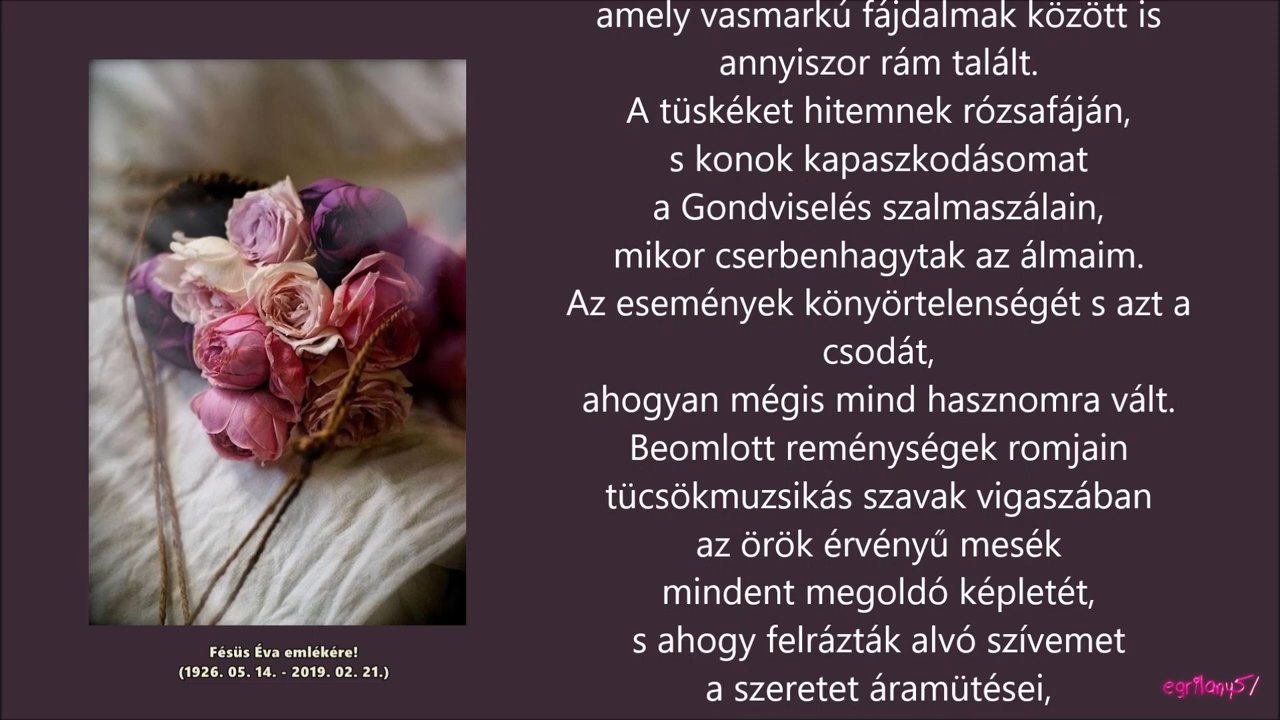 amely vasmarkú fájdalmak között is
annyiszor rám talált.
A tüskéket hitemnek rózsafáján,
s konok kapaszkodásomat
a Gondviselés szalmaszálain,
mikor cserbenhagytak az álmaim.
Az események könyörtelenségét s azt a
csodát,
ahogyan mégis mind hasznomra vált.
Beomlott reménységek romjain
tücsökmuzsikás szavak vigaszában
az örök érvényű mesék
mindent megoldó képletét,
s ahogy felrázták alvó szívemet
a szeretet áramütései,
Fésüs Éva emlékére!
(1926. 05. 14. - 2019. 02. 21.)
egrilany51